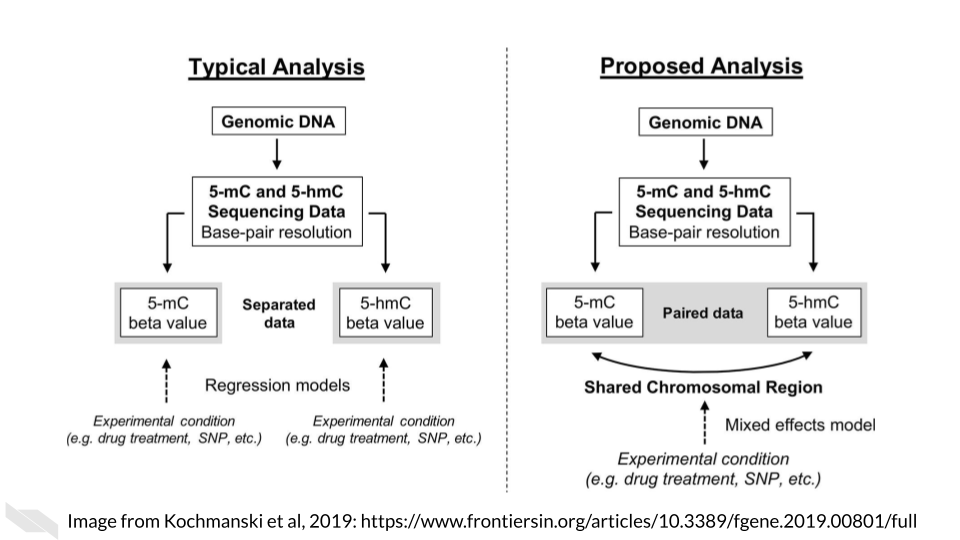 Typical Analysis
Genomic DNA
5-mC and 5-hmC
Sequencing Data
Base-pair resolution
5-mC
beta value
Separated
data
5-hmC
beta value
Regression models
Experimental condition
(e.g. drug treatment, SNP, etc.)
Experimental condition
(e.g. drug treatment, SNP, etc.)
Proposed Analysis
Genomic DNA
5-mC and 5-hmC
Sequencing Data
Base-pair resolution
5-mC
beta value
Paired data
5-hmC
beta value
Shared Chromosomal Region
Mixed effects model
Experimental condition
(e.g. drug treatment, SNP, etc.)
Image from Kochmanski et al, 2019: https://www.frontiersin.org/articles/10.3389/fgene.2019.00801/full